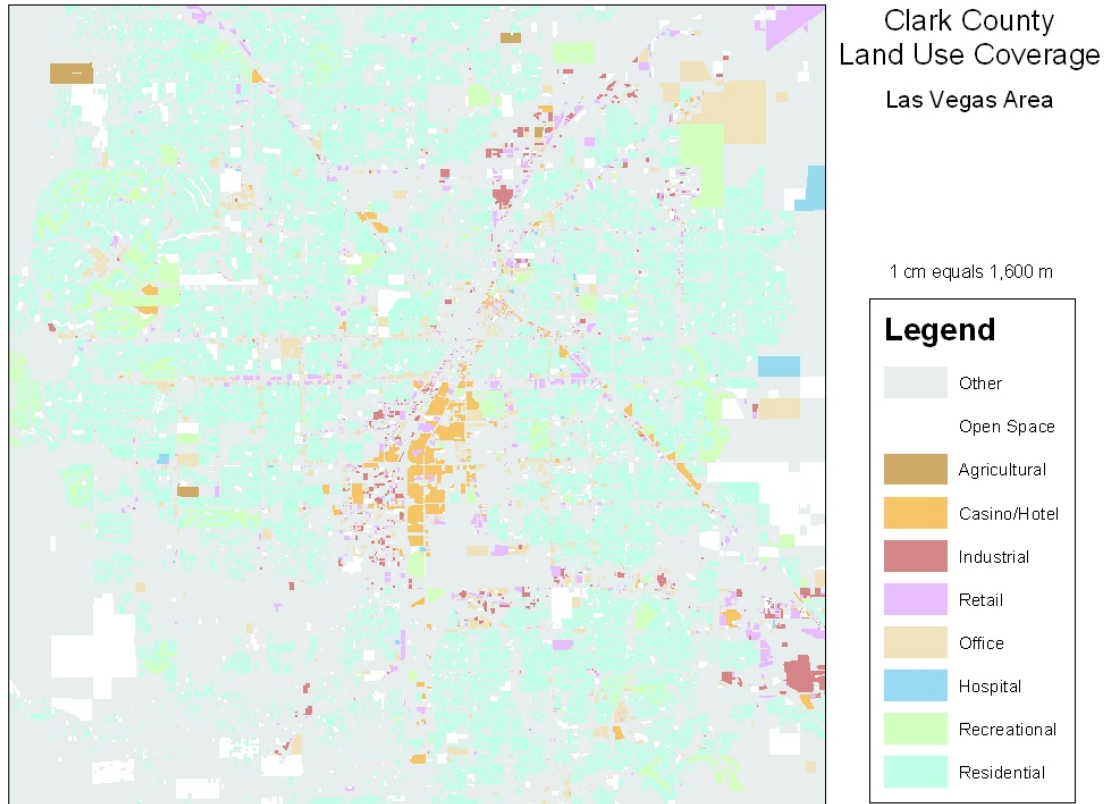 Clark County
Land Use Coverage
Las Vegas Area
1 cm equals 1,600 m
Legend
Other
Open Space
Agricultural
Casino/Hotel
Industrial
Retail
Office
Hospital
Recreational
Residential